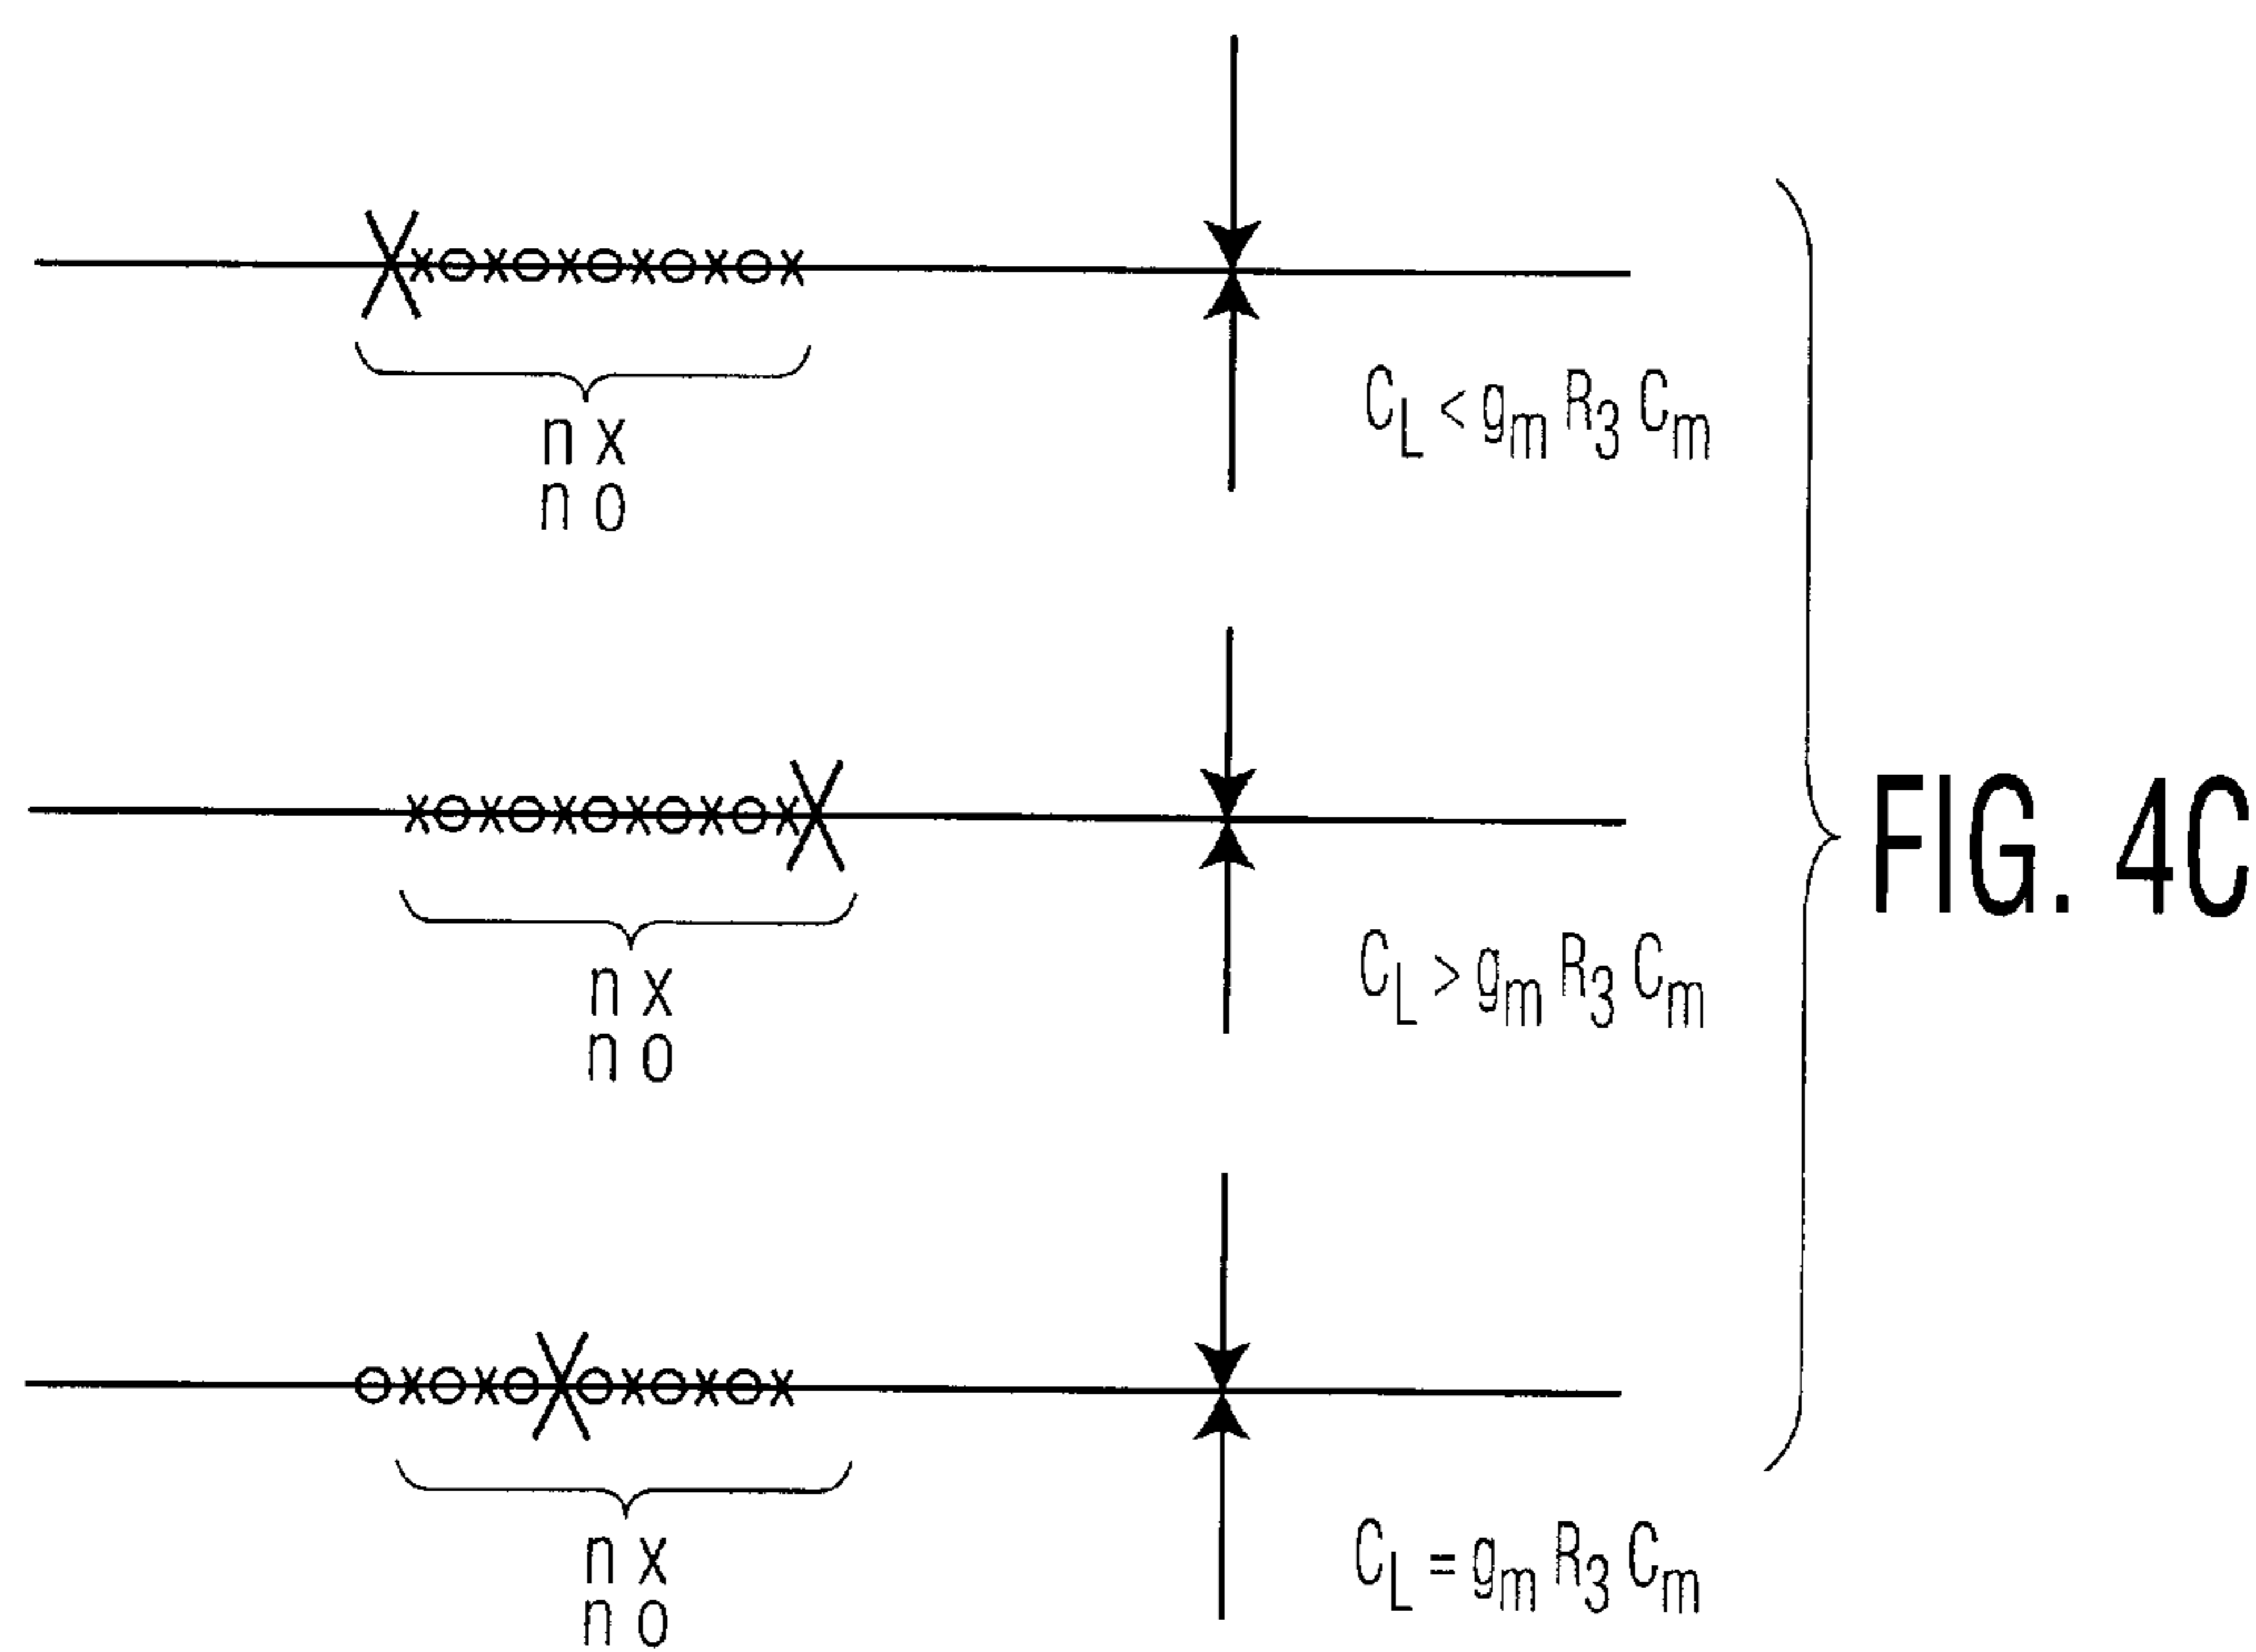 n x
n o
C_L < g_m R_3 C_m
n x
n o
C_L > g_m R_3 C_m
FIG. 4C
n x
n o
C_L = g_m R_3 C_m